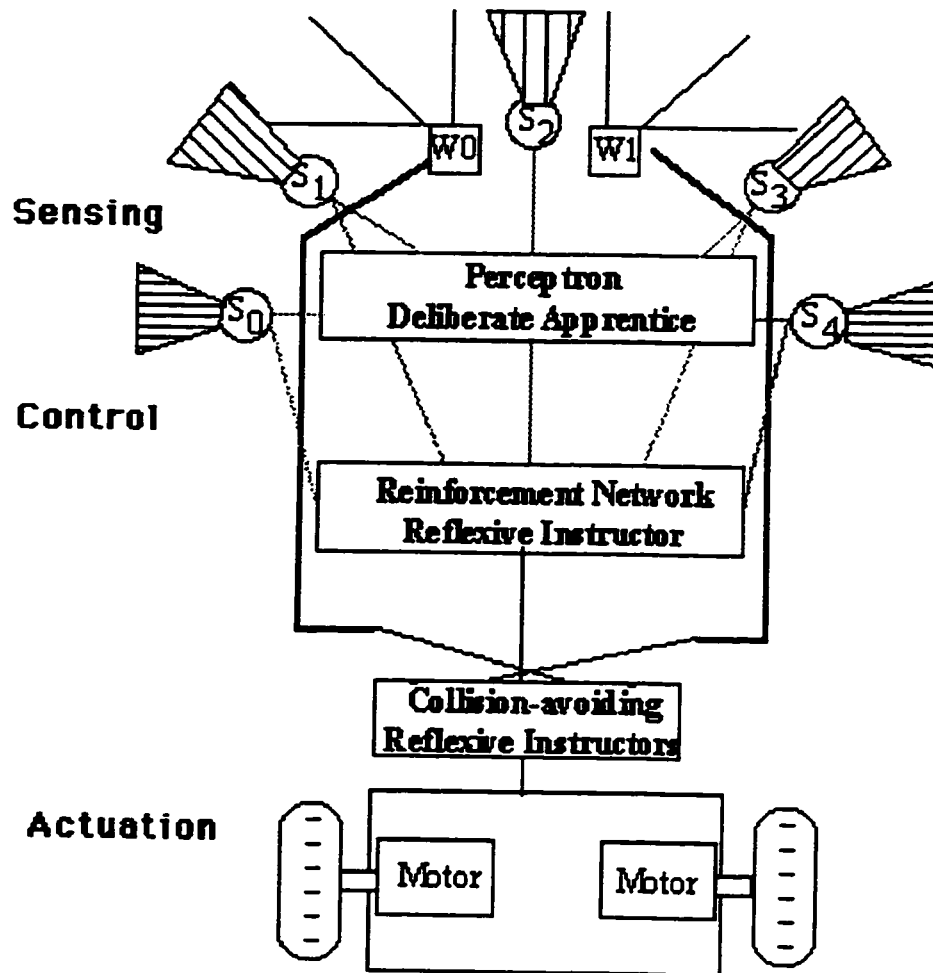 S2
W0
W1
S1
S3
Sensing
Perceptron
Deliberate Apprentice
S0
S4
Control
Reinforcement Network
Reflexive Instructor
Collision-avoiding
Reflexive Instructors
Actuation
Motor
Motor